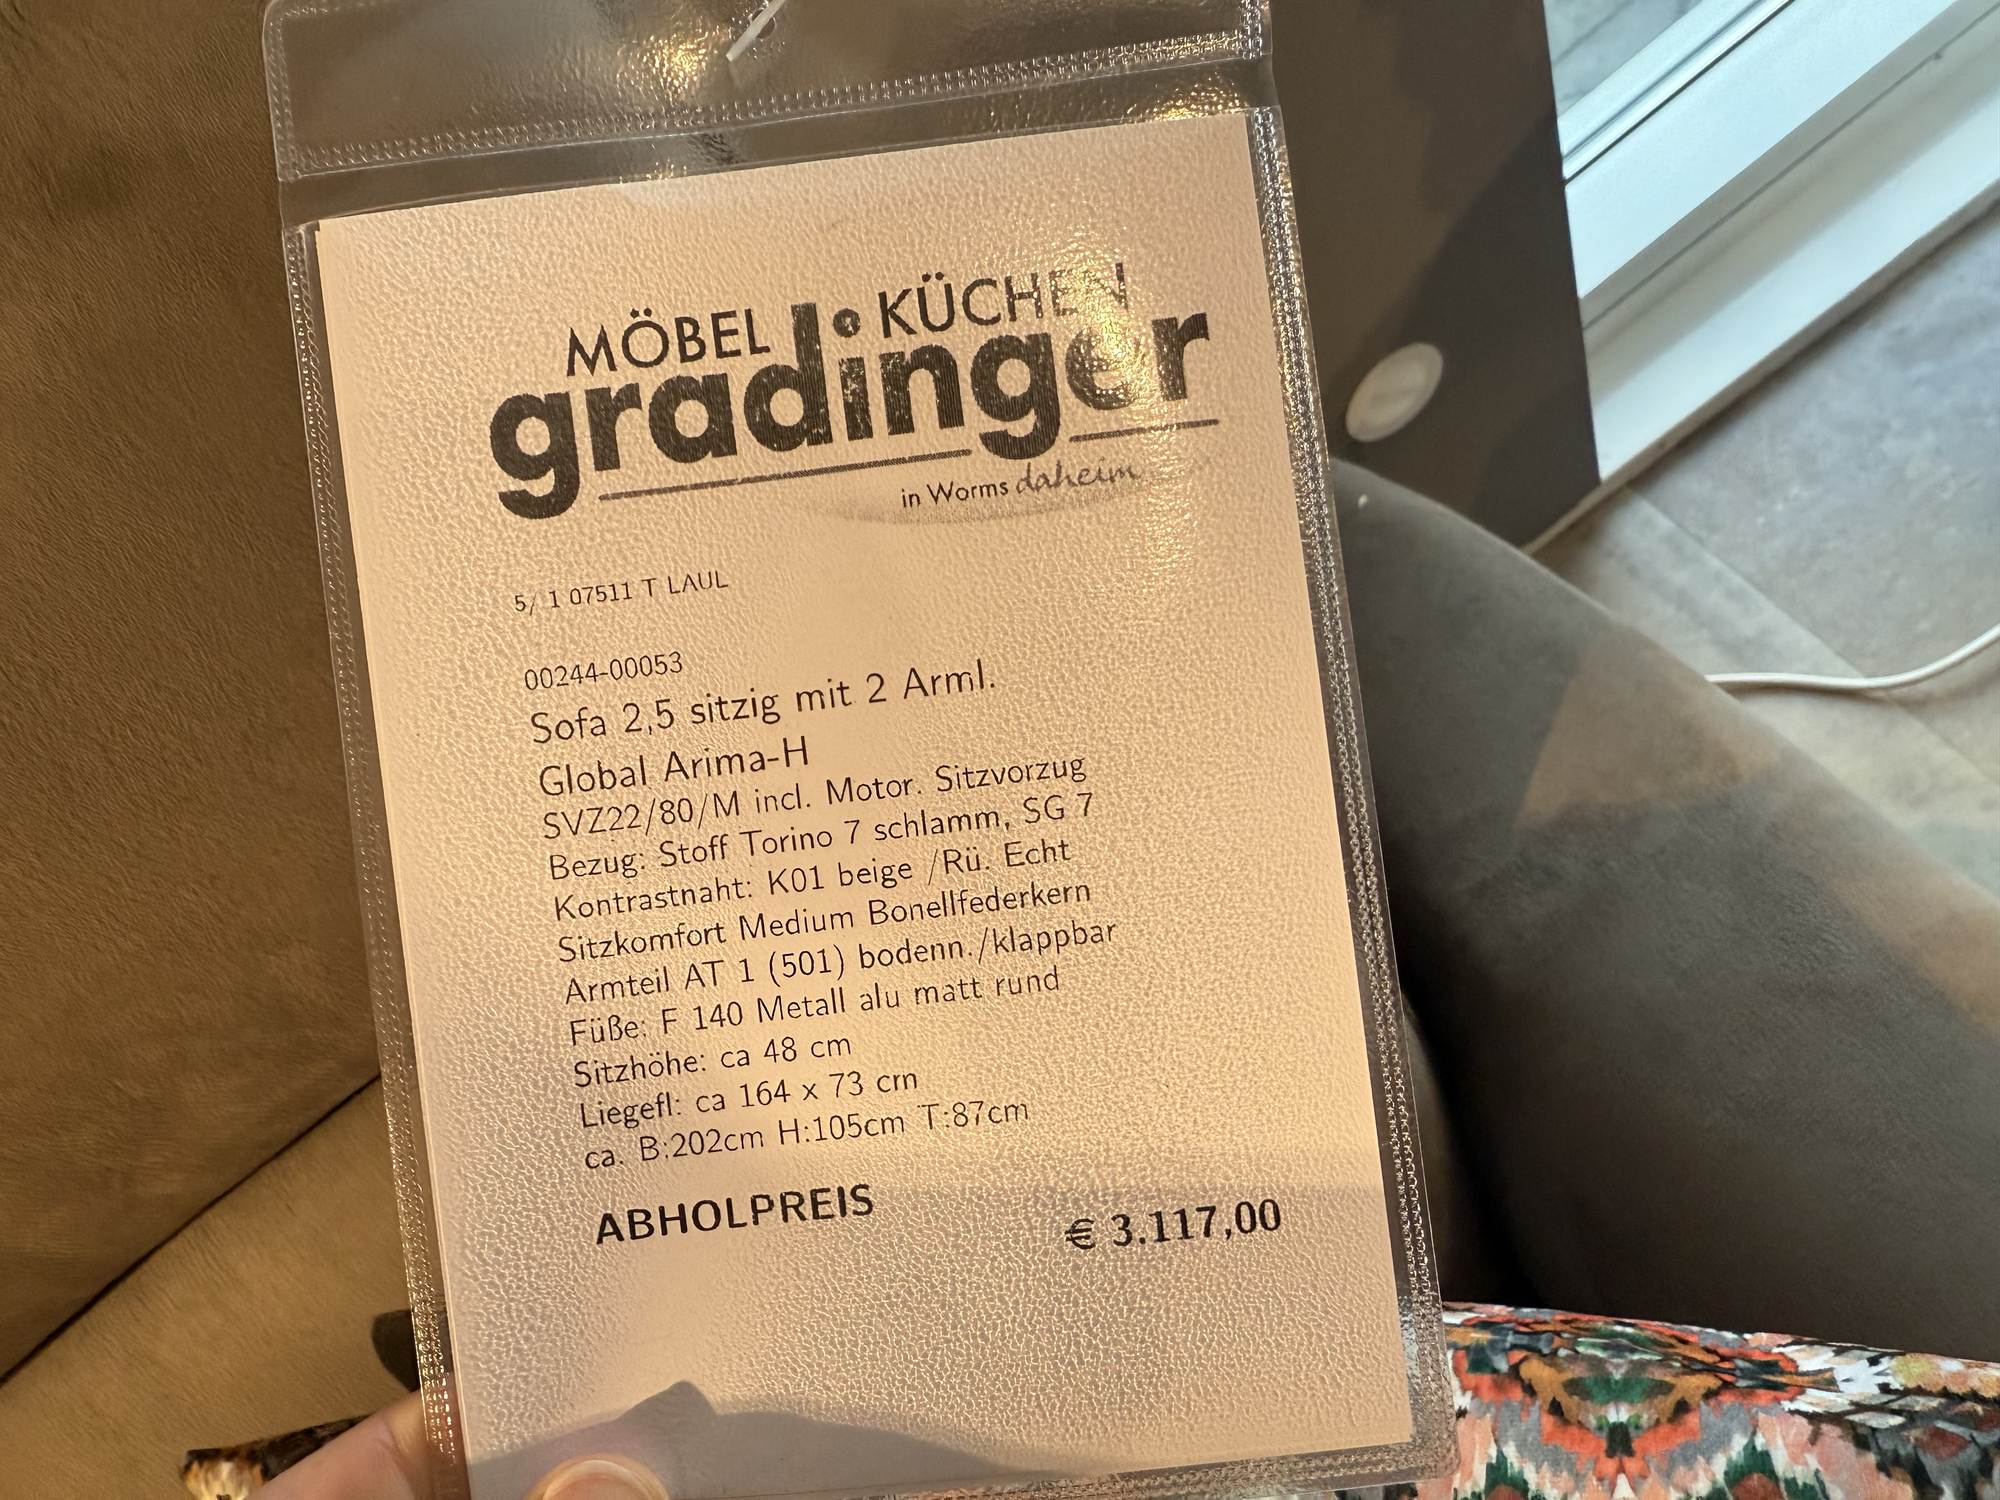 MÖBEL KÜCHEN
gradinger
in Worms daheim
5/ 1 07511 T LAUL
00244-00053
Sofa 2,5 sitzig mit 2 Arml.
Global Arima-H
SVZ22/80/M incl. Motor. Sitzvorzug
Bezug: Stoff Torino 7 schlamm, SG 7
Kontrastnaht: K01 beige /Rü. Echt
Sitzkomfort Medium Bonellfederkern
Armteil AT 1 (501) bodenn./klappbar
Füße: F 140 Metall alu matt rund
Sitzhöhe: ca 48 cm
Liegefl: ca 164 x 73 cm
ca. B:202cm H:105cm T:87cm
ABHOLPREIS € 3.117,00